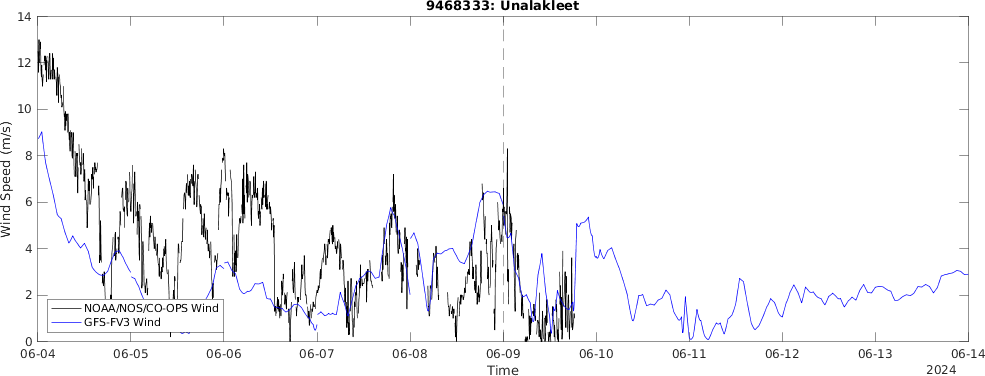 9468333: Unalakleet
14
12
10
8
6
4
2
0
Wind Speed (m/s)
NOAA/NOS/CO-OPS Wind
GFS-FV3 Wind
06-04 06-05 06-06 06-07 06-08 06-09 06-10 06-11 06-12 06-13 06-14
Time
2024